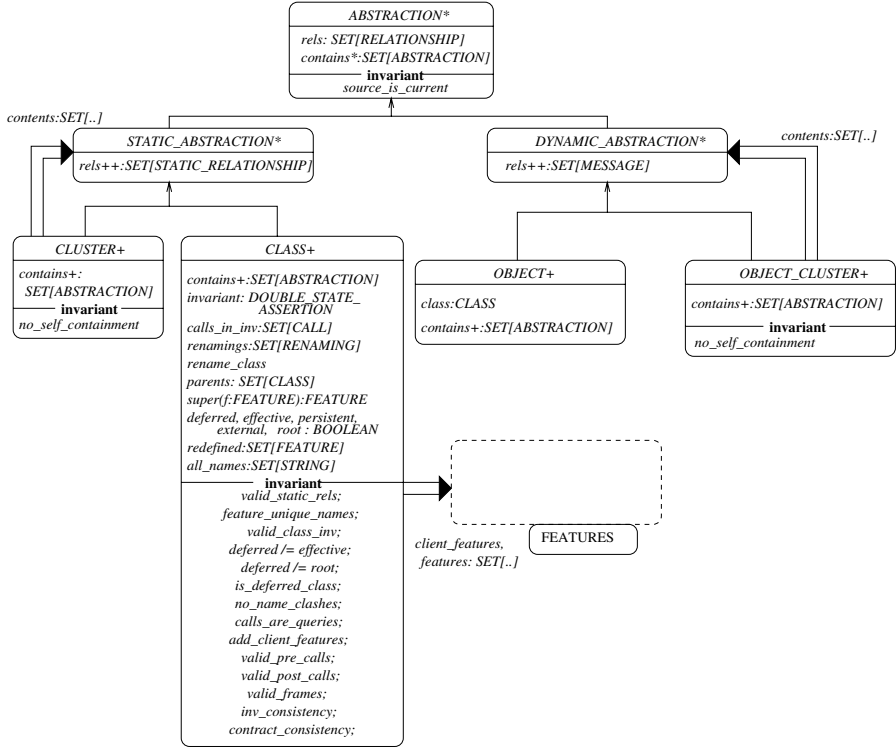 ABSTRACTION*
rels: SET[RELATIONSHIP]
contains*:SET[ABSTRACTION]
invariant
source_is_current
contents:SET[..]
STATIC_ABSTRACTION*
rels++:SET[STATIC_RELATIONSHIP]
DYNAMIC_ABSTRACTION*
rels++:SET[MESSAGE]
contents:SET[..]
CLUSTER+
contains+:
SET[ABSTRACTION]
invariant
no_self_containment
CLASS+
contains+:SET[ABSTRACTION]
invariant: DOUBLE_STATE_
ASSERTION
calls_in_inv:SET[CALL]
renamings:SET[RENAMING]
rename_class
parents: SET[CLASS]
super(f:FEATURE):FEATURE
deferred, effective, persistent,
external, root : BOOLEAN
redefined:SET[FEATURE]
all_names:SET[STRING]
invariant
valid_static_rels;
feature_unique_names;
valid_class_inv;
deferred /= effective;
deferred /= root;
is_deferred_class;
no_name_clashes;
calls_are_queries;
add_client_features;
valid_pre_calls;
valid_post_calls;
valid_frames;
inv_consistency;
contract_consistency;
OBJECT+
class:CLASS
contains+:SET[ABSTRACTION]
OBJECT_CLUSTER+
contains+:SET[ABSTRACTION]
invariant
no_self_containment
FEATURES
client_features,
features: SET[..]